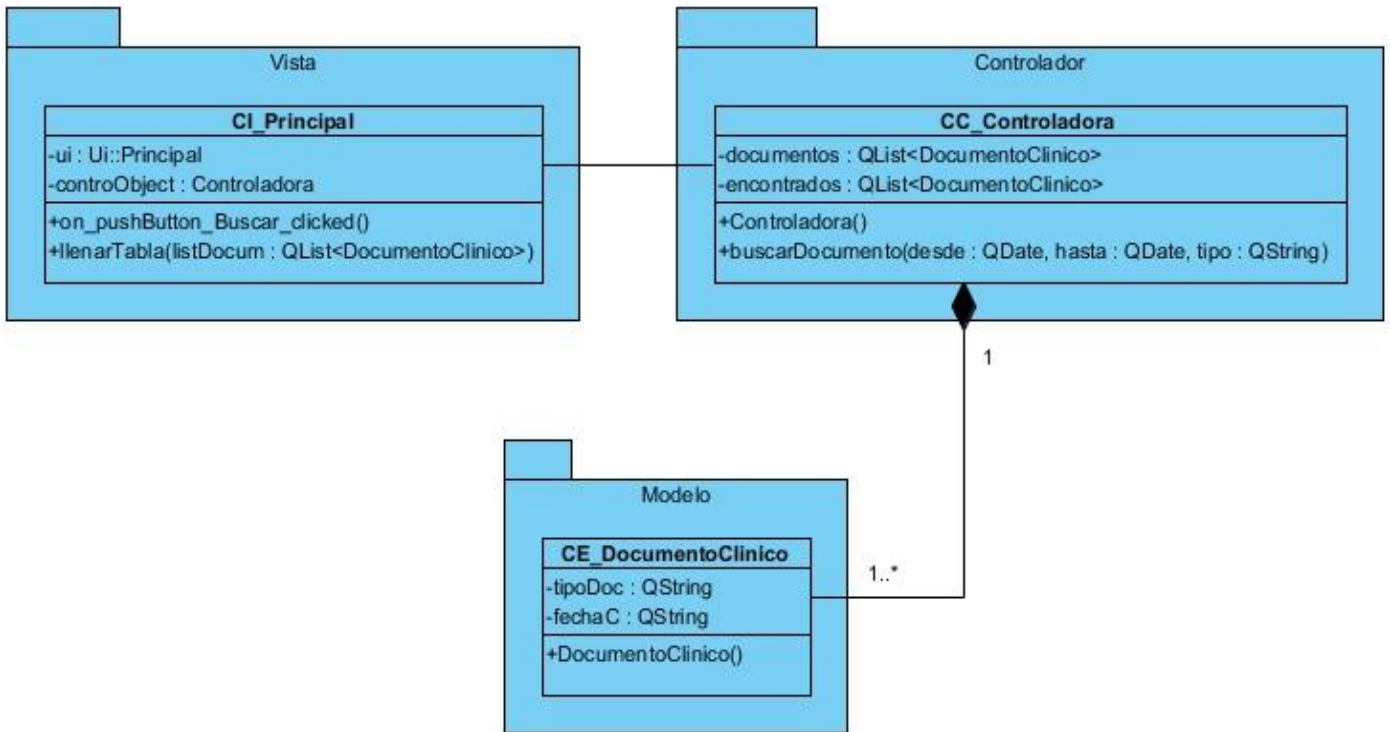 Vista
CI_Principal
-ui : Ui::Principal
-controObject : Controladora
+on_pushButton_Buscar_clicked()
+llenarTabla(listDocum : QList<DocumentoClinico>)
Controlador
CC_Controladora
-documentos : QList<DocumentoClinico>
-encontrados : QList<DocumentoClinico>
+Controladora()
+buscarDocumento(desde : QDate, hasta : QDate, tipo : QString)
1
Modelo
CE_DocumentoClinico
-tipoDoc : QString
-fechaC : QString
+DocumentoClinico()
1..*